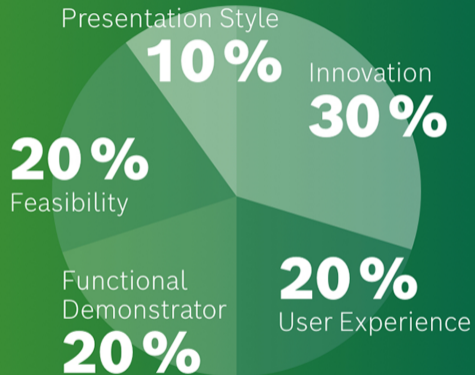 Presentation Style
10 %
Innovation
30 %
20 %
Feasibility
20 %
User Experience
Functional
Demonstrator
20 %